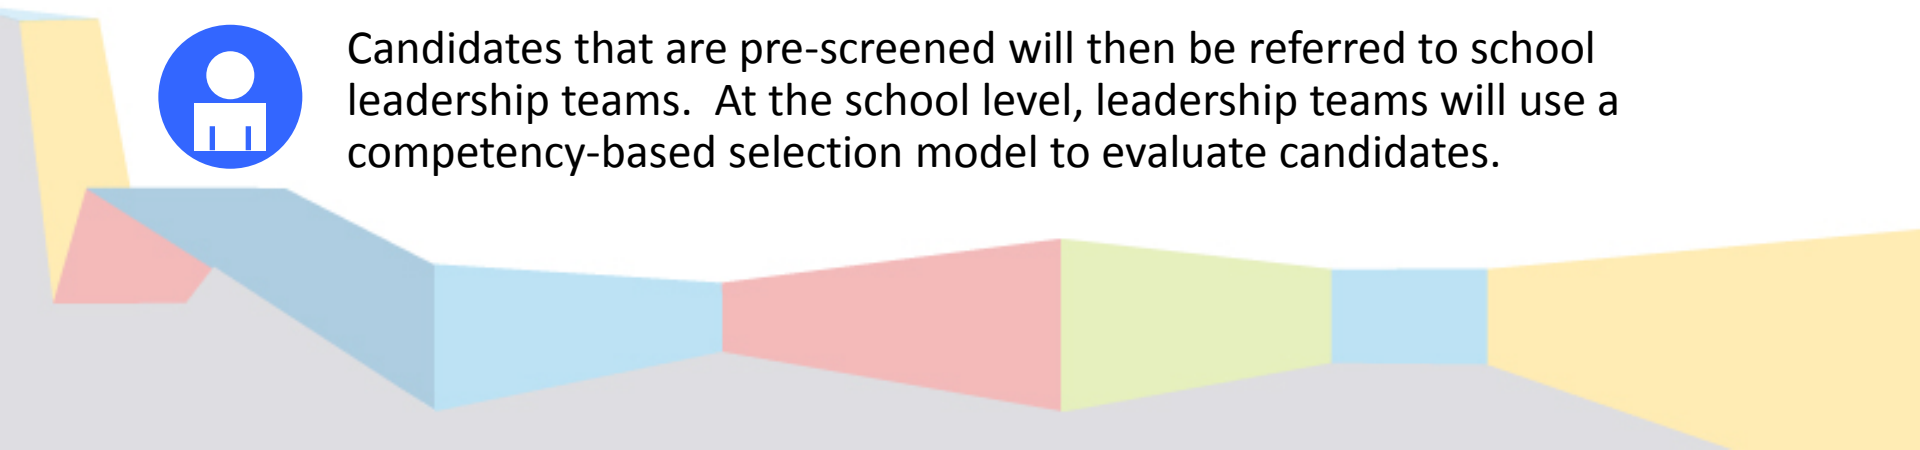 Candidates that are pre-screened will then be referred to school
leadership teams.  At the school level, leadership teams will use a
competency-based selection model to evaluate candidates.